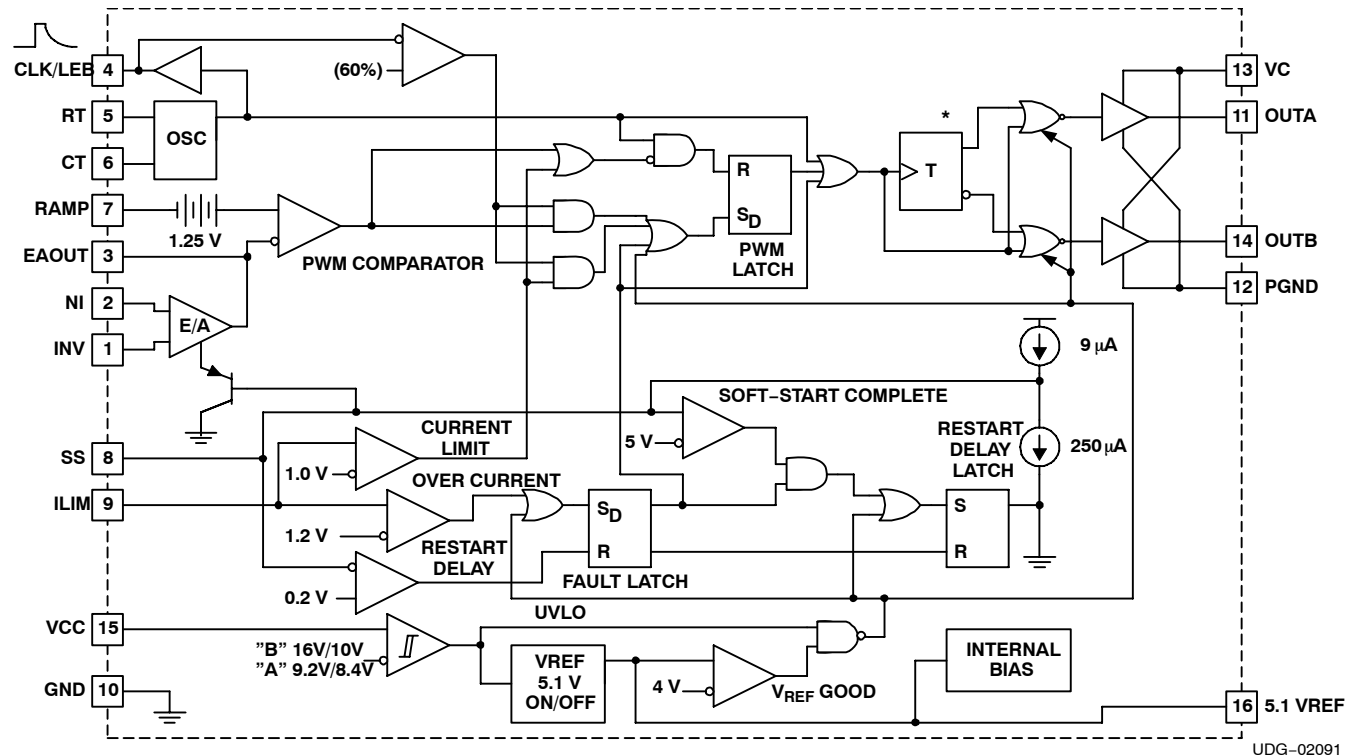 CLK/LEB 4
(60%)
13 VC
RT 5
OSC
*
11 OUTA
CT 6
R
T
RAMP 7
1.25 V
SD
EAOUT 3
PWM COMPARATOR
PWM
LATCH
14 OUTB
NI 2
12 PGND
E/A
INV 1
9 µA
SOFT−START COMPLETE
CURRENT
LIMIT
5 V
RESTART
DELAY
LATCH
250 µA
SS 8
1.0 V
OVER CURRENT
ILIM 9
SD
S
1.2 V
RESTART
DELAY
R
R
FAULT LATCH
0.2 V
UVLO
VCC 15
”B” 16V/10V
”A” 9.2V/8.4V
VREF
5.1 V
ON/OFF
INTERNAL
BIAS
4 V
VREF GOOD
GND 10
16 5.1 VREF
UDG−02091